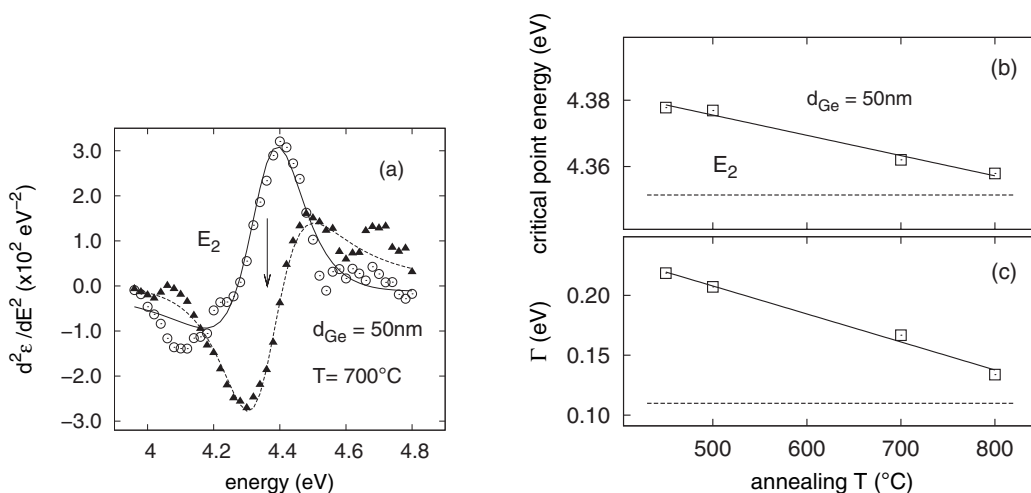 d²ε/dE² (x10² eV⁻²)
3.0
2.0
1.0
0.0
−1.0
−2.0
−3.0
(a)
E₂
d_Ge = 50nm
T= 700°C
4 4.2 4.4 4.6 4.8
energy (eV)
critical point energy (eV)
4.38
4.36
(b)
d_Ge = 50nm
E₂
Γ (eV)
0.20
0.15
0.10
(c)
500 600 700 800
annealing T (°C)